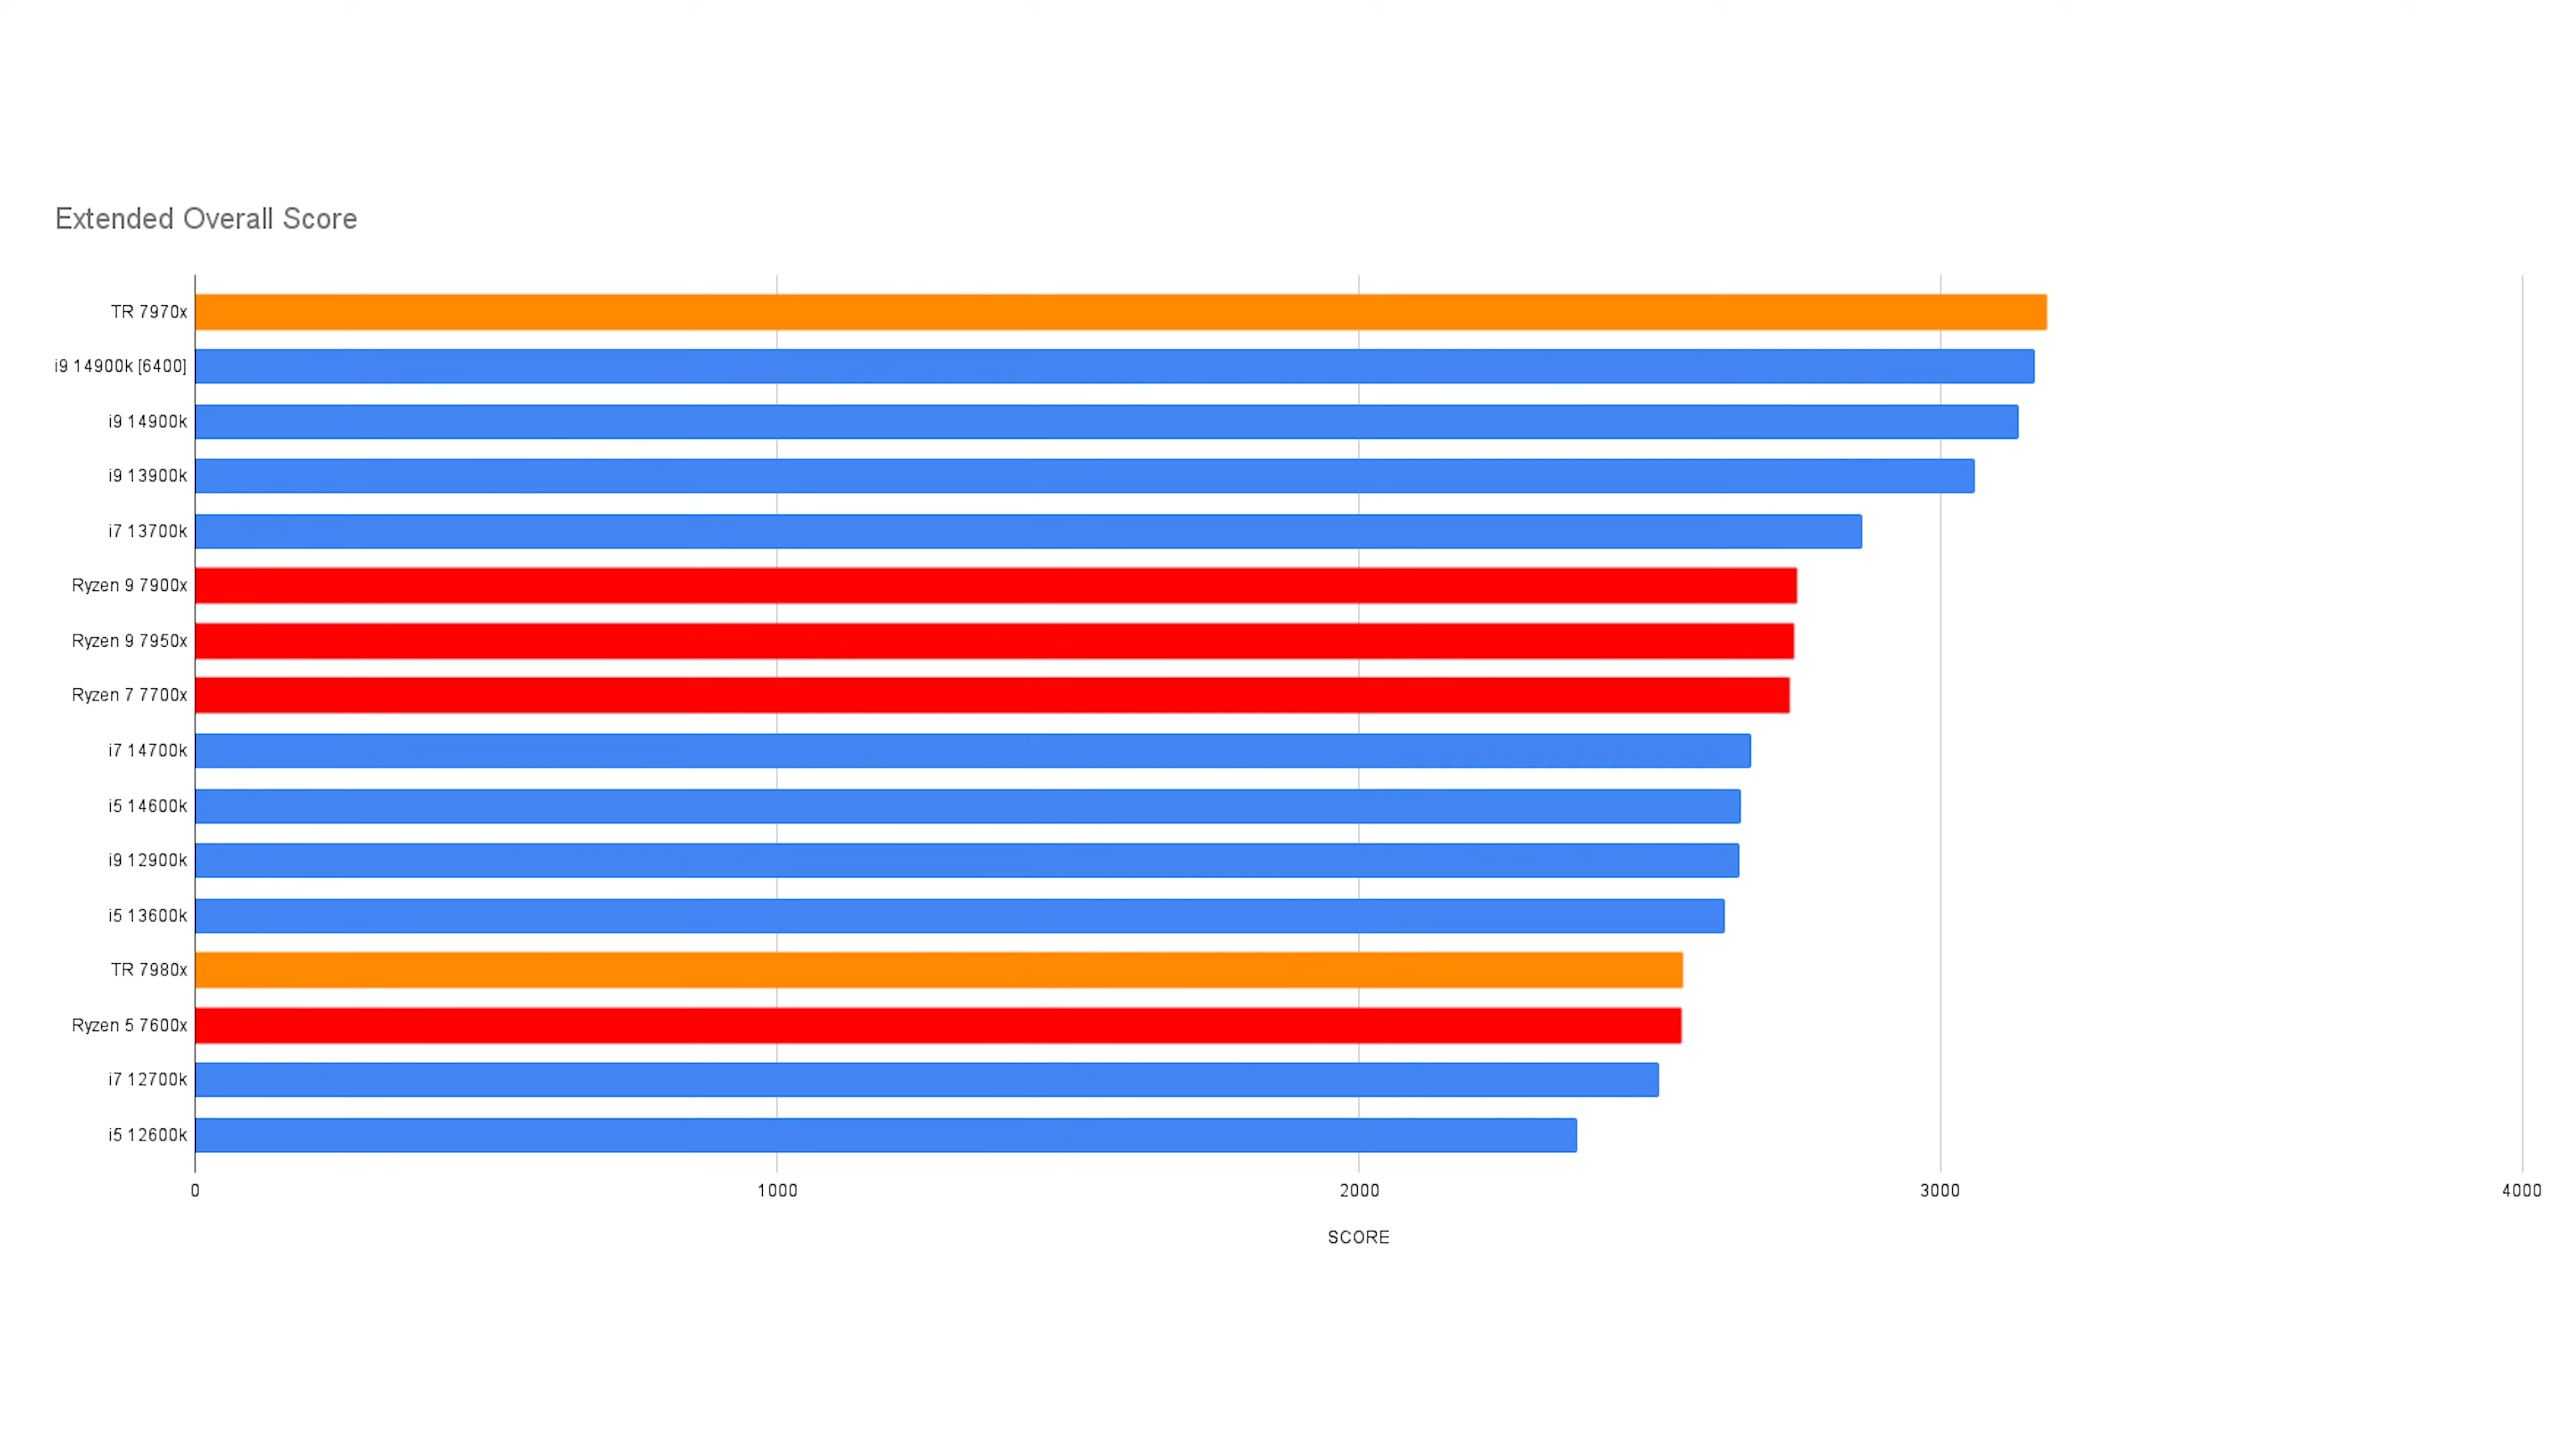 Extended Overall Score
TR 7970x
i9 14900k [6400]
i9 14900k
i9 13900k
i7 13700k
Ryzen 9 7900x
Ryzen 9 7950x
Ryzen 7 7700x
i7 14700k
i5 14600k
i9 12900k
i5 13600k
TR 7980x
Ryzen 5 7600x
i7 12700k
i5 12600k
0 1000 2000 3000 4000
SCORE